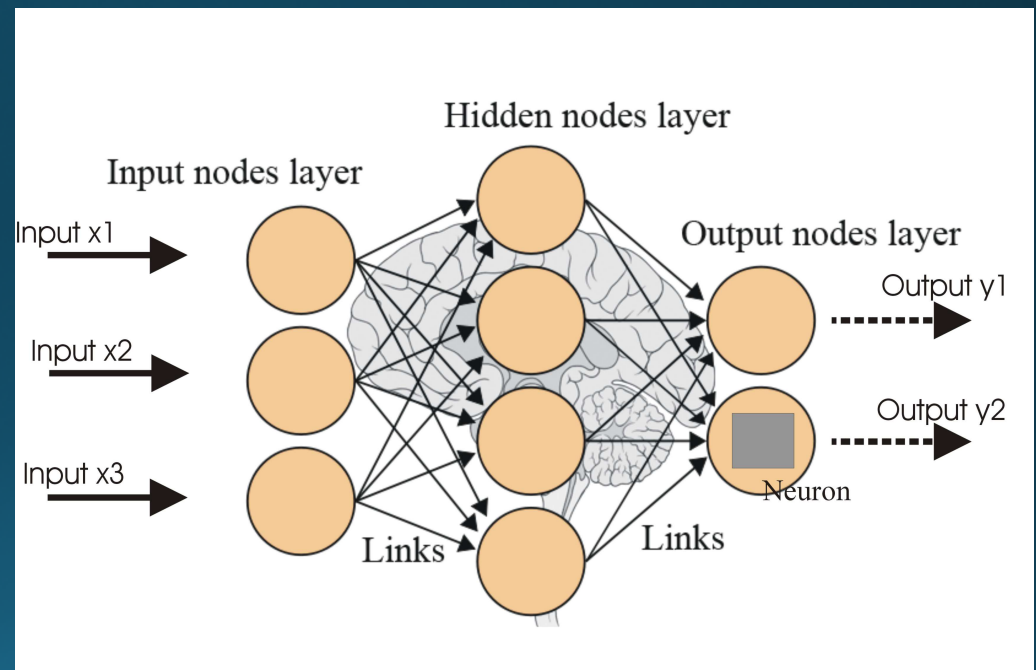 Hidden nodes layer
Input nodes layer
Input x1
Output nodes layer
Output y1
Input x2
Output y2
Input x3
Neuron
Links
Links